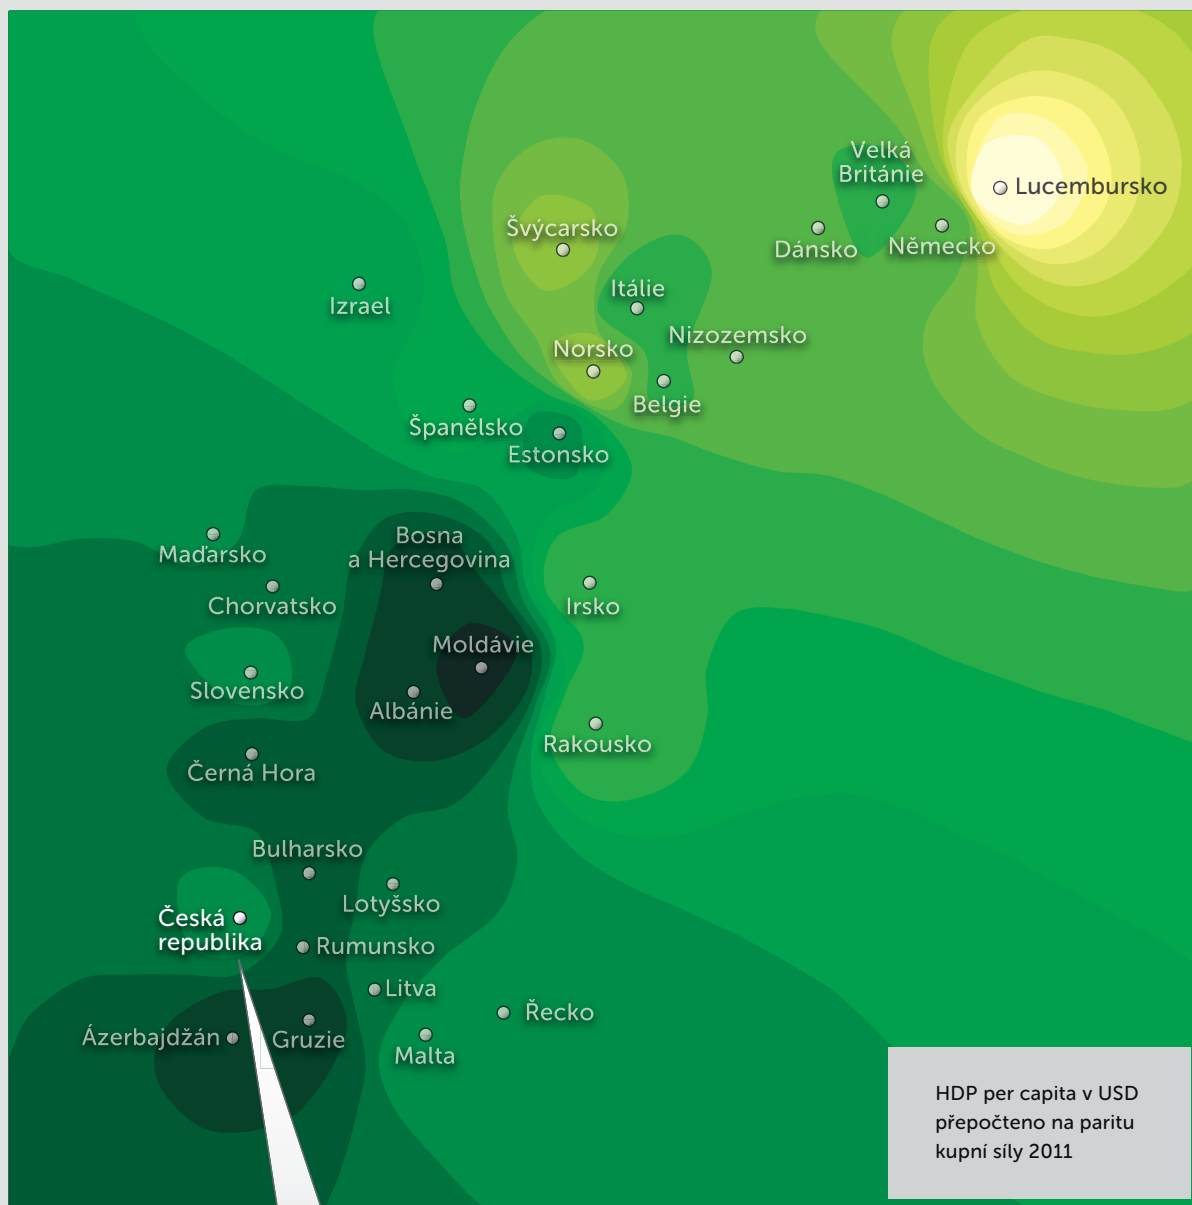 Velká
Británie
Lucembursko
Švýcarsko
Dánsko
Německo
Itálie
Izrael
Nizozemsko
Norsko
Belgie
Španělsko
Estonsko
Bosna
a Hercegovina
Maďarsko
Chorvatsko
Irsko
Moldávie
Slovensko
Albánie
Rakousko
Černá Hora
Bulharsko
Lotyšsko
Česká
republika
Rumunsko
Litva
Řecko
Ázerbajdžán
Gruzie
Malta
HDP per capita v USD
přepočteno na paritu
kupní síly 2011